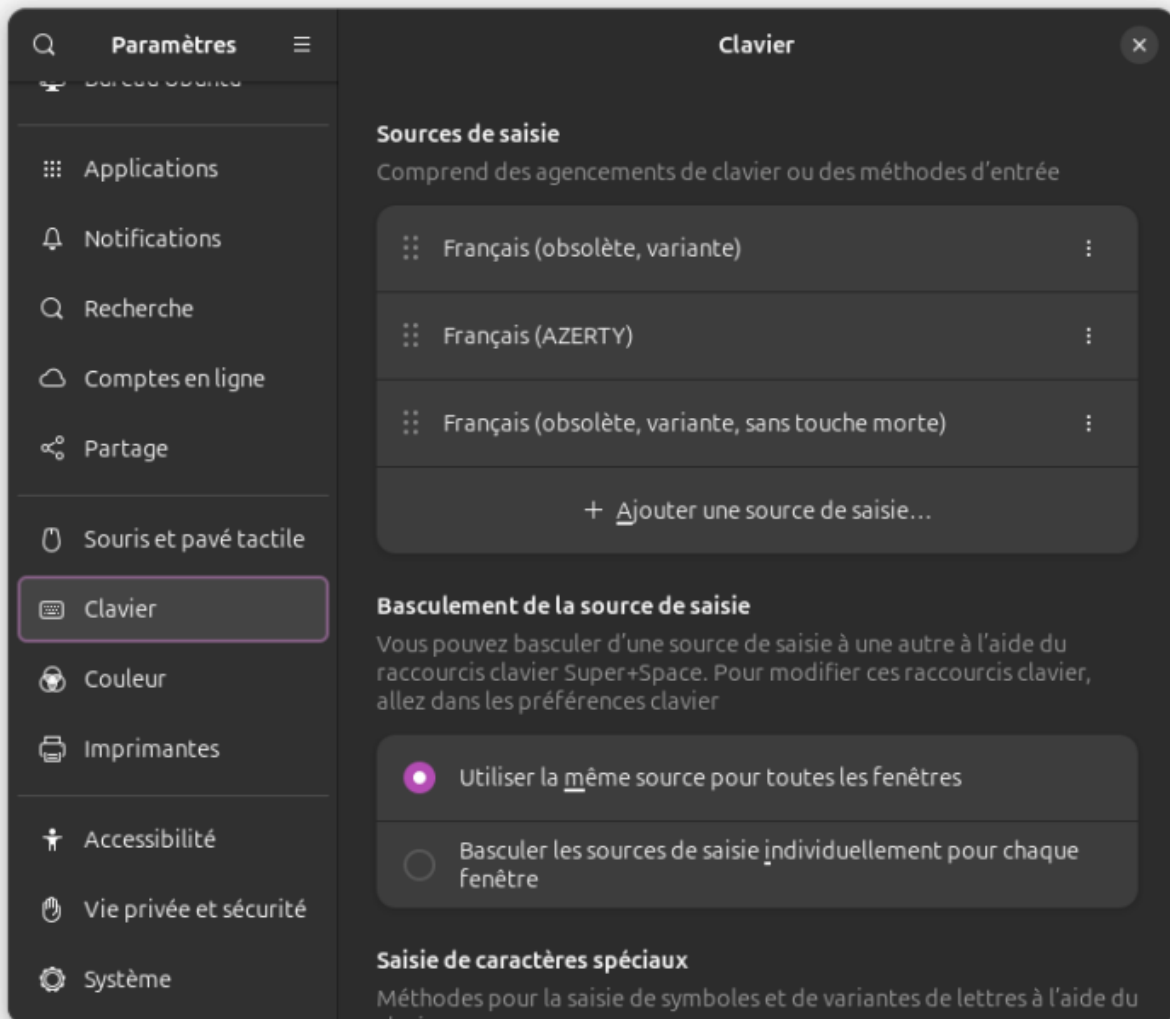 Paramètres
Bureau Ubuntu
Applications
Notifications
Recherche
Comptes en ligne
Partage
Souris et pavé tactile
Clavier
Couleur
Imprimantes
Accessibilité
Vie privée et sécurité
Système
Clavier
Sources de saisie
Comprend des agencements de clavier ou des méthodes d'entrée
Français (obsolète, variante)
Français (AZERTY)
Français (obsolète, variante, sans touche morte)
+ Ajouter une source de saisie…
Basculement de la source de saisie
Vous pouvez basculer d'une source de saisie à une autre à l'aide du
raccourcis clavier Super+Space. Pour modifier ces raccourcis clavier,
allez dans les préférences clavier
Utiliser la même source pour toutes les fenêtres
Basculer les sources de saisie individuellement pour chaque
fenêtre
Saisie de caractères spéciaux
Méthodes pour la saisie de symboles et de variantes de lettres à l'aide du